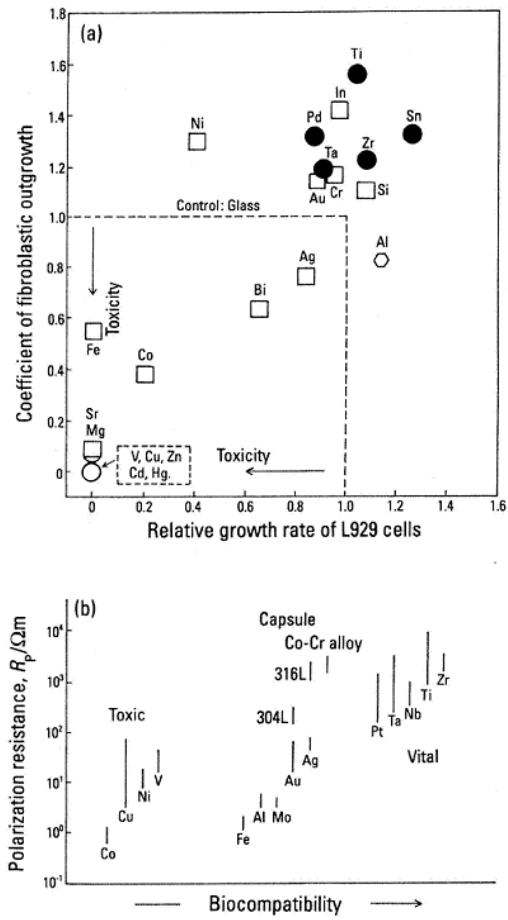 (a)
1.8
1.6
1.4
1.2
1.0
0.8
0.6
0.4
0.2
0
Coefficient of fibroblastic outgrowth
Ti
In
Ni
Pd
Sn
Ta
Zr
Au
Cr
Si
Control: Glass
Al
Toxicity
Ag
Bi
Fe
Co
Sr
Mg
V, Cu, Zn
Cd, Hg.
Toxicity
0 0.2 0.4 0.6 0.8 1.0 1.2 1.4 1.6
Relative growth rate of L929 cells
(b)
Polarization resistance, Rp/Ωm
10⁴
10³
10²
10¹
10⁰
10⁻¹
Capsule
Co-Cr alloy
316L
Toxic
304L
Zr
Ti
Nb
Ta
Pt
Vital
V
Ni
Cu
Co
Ag
Au
Al
Mo
Fe
Biocompatibility